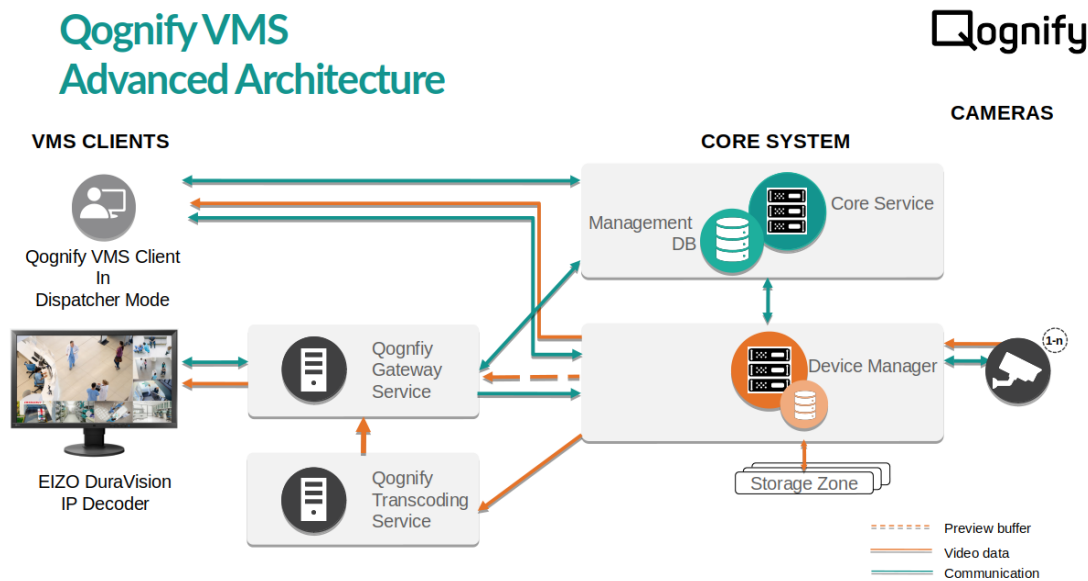 Qognify VMS
Advanced Architecture
Qognify
CAMERAS
VMS CLIENTS
CORE SYSTEM
Core Service
Management
DB
Qognify VMS Client
In
Dispatcher Mode
1-n
Qognfiy
Gateway
Service
Device Manager
EIZO DuraVision
IP Decoder
Qognify
Transcoding
Service
Storage Zone
Preview buffer
Video data
Communication